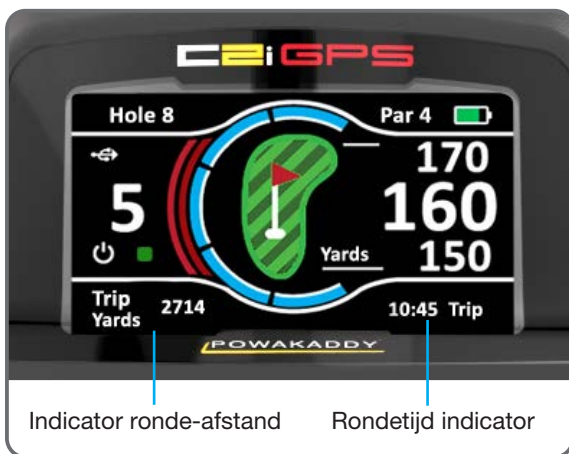 C2i GPS
Hole 8
Par 4
170
5
160
Yards
150
Trip
Yards
2714
10:45 Trip
POWAKADDY
Indicator ronde-afstand
Rondetijd indicator